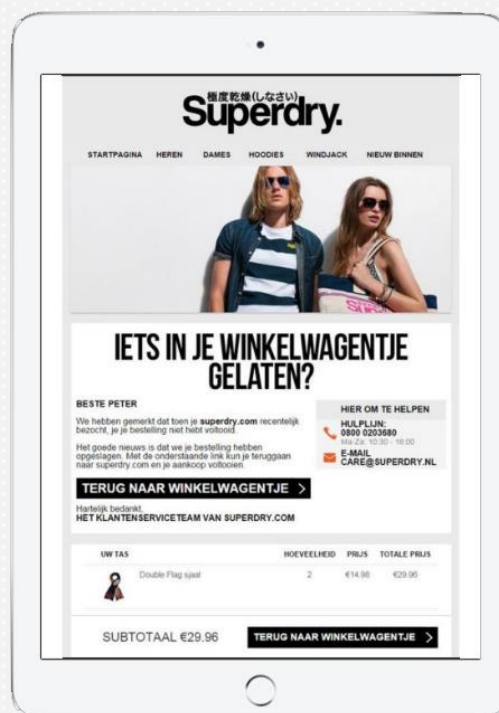 極度乾燥(しなさい)
Superdry.
STARTPAGINA HEREN DAMES HOODIES WINDJACK NIEUW BINNEN
IETS IN JE WINKELWAGENTJE
GELATEN?
BESTE PETER
We hebben gemerkt dat toen je superdry.com recentelijk
bezocht, je je bestelling niet hebt voltooid.
Het goede nieuws is dat we je bestelling hebben
opgeslagen. Met de onderstaande link kun je teruggaan
naar superdry.com en je aankoop voltooien.
TERUG NAAR WINKELWAGENTJE >
Hartelijk bedankt,
HET KLANTENSERVICETEAM VAN SUPERDRY.COM
HIER OM TE HELPEN
HULPLIJN:
0800 0203680
Ma-Za: 10:30 - 18:00
E-MAIL
CARE@SUPERDRY.NL
UW TAS HOEVEELHEID PRIJS TOTALE PRIJS
Double Flag sjaal 2 €14.98 €29.96
SUBTOTAAL €29.96 TERUG NAAR WINKELWAGENTJE >